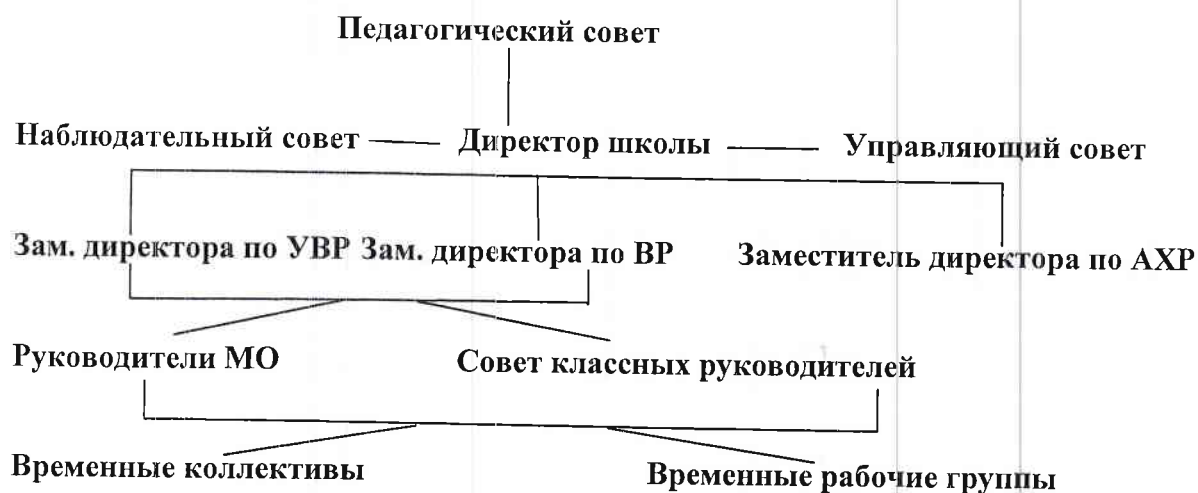 Педагогический совет
Наблюдательный совет Директор школы Управляющий совет
Зам. директора по УВР Зам. директора по ВР Заместитель директора по АХР
Руководители МО Совет классных руководителей
Временные коллективы Временные рабочие группы